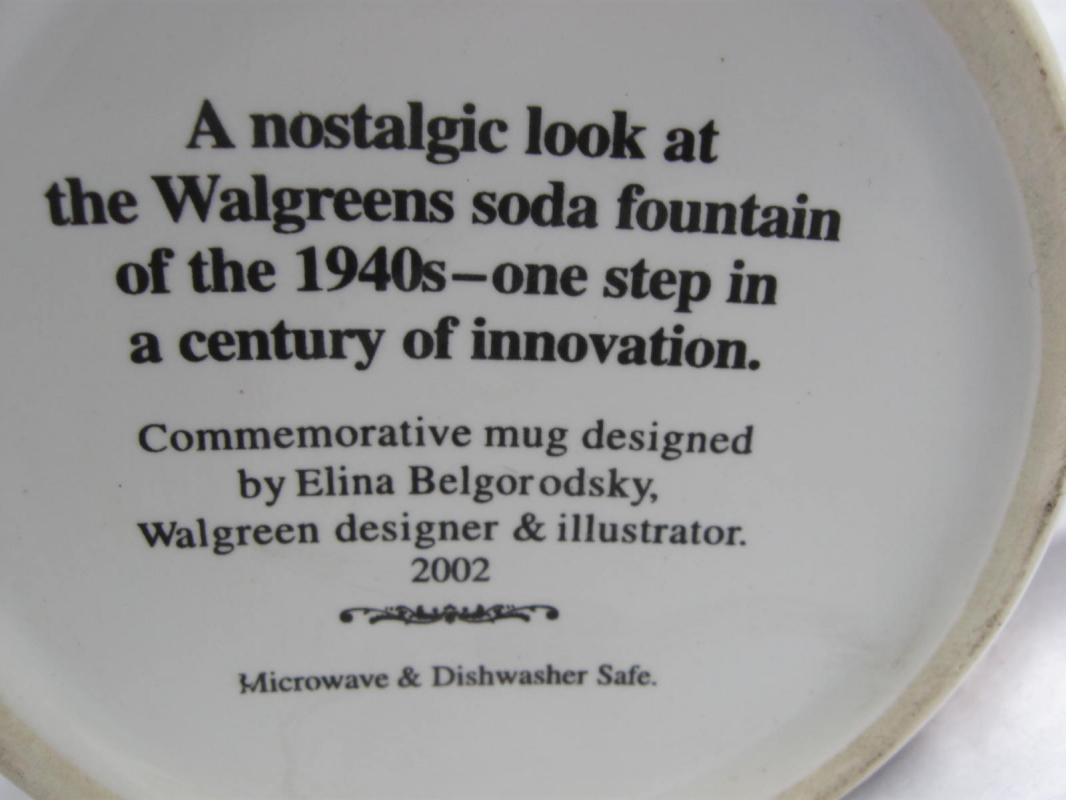 A nostalgic look at
the Walgreens soda fountain
of the 1940s—one step in
a century of innovation.
Commemorative mug designed
by Elina Belgorodsky,
Walgreen designer & illustrator.
2002
Microwave & Dishwasher Safe.